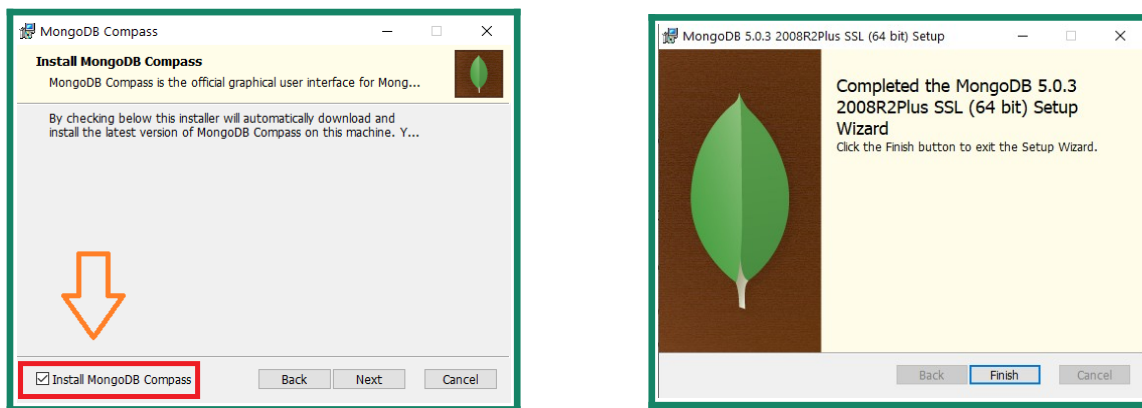 MongoDB Compass
Install MongoDB Compass
MongoDB Compass is the official graphical user interface for Mong...
By checking below this installer will automatically download and
install the latest version of MongoDB Compass on this machine. Y...
Install MongoDB Compass
Back Next Cancel
MongoDB 5.0.3 2008R2Plus SSL (64 bit) Setup
Completed the MongoDB 5.0.3
2008R2Plus SSL (64 bit) Setup
Wizard
Click the Finish button to exit the Setup Wizard.
Back Finish Cancel